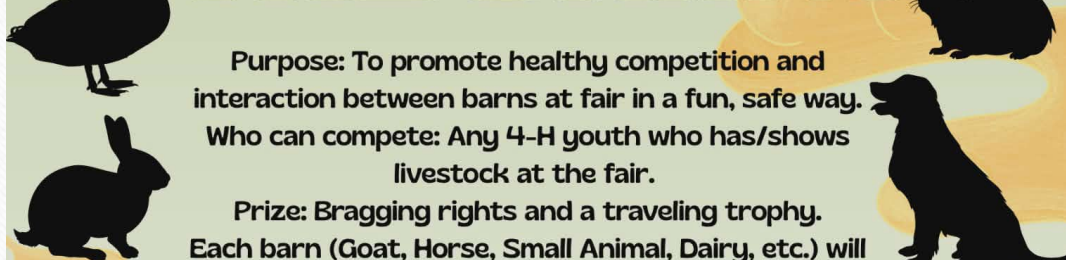 Purpose: To promote healthy competition and
interaction between barns at fair in a fun, safe way.
Who can compete: Any 4-H youth who has/shows
livestock at the fair.
Prize: Bragging rights and a traveling trophy.
Each barn (Goat, Horse, Small Animal, Dairy, etc.) will